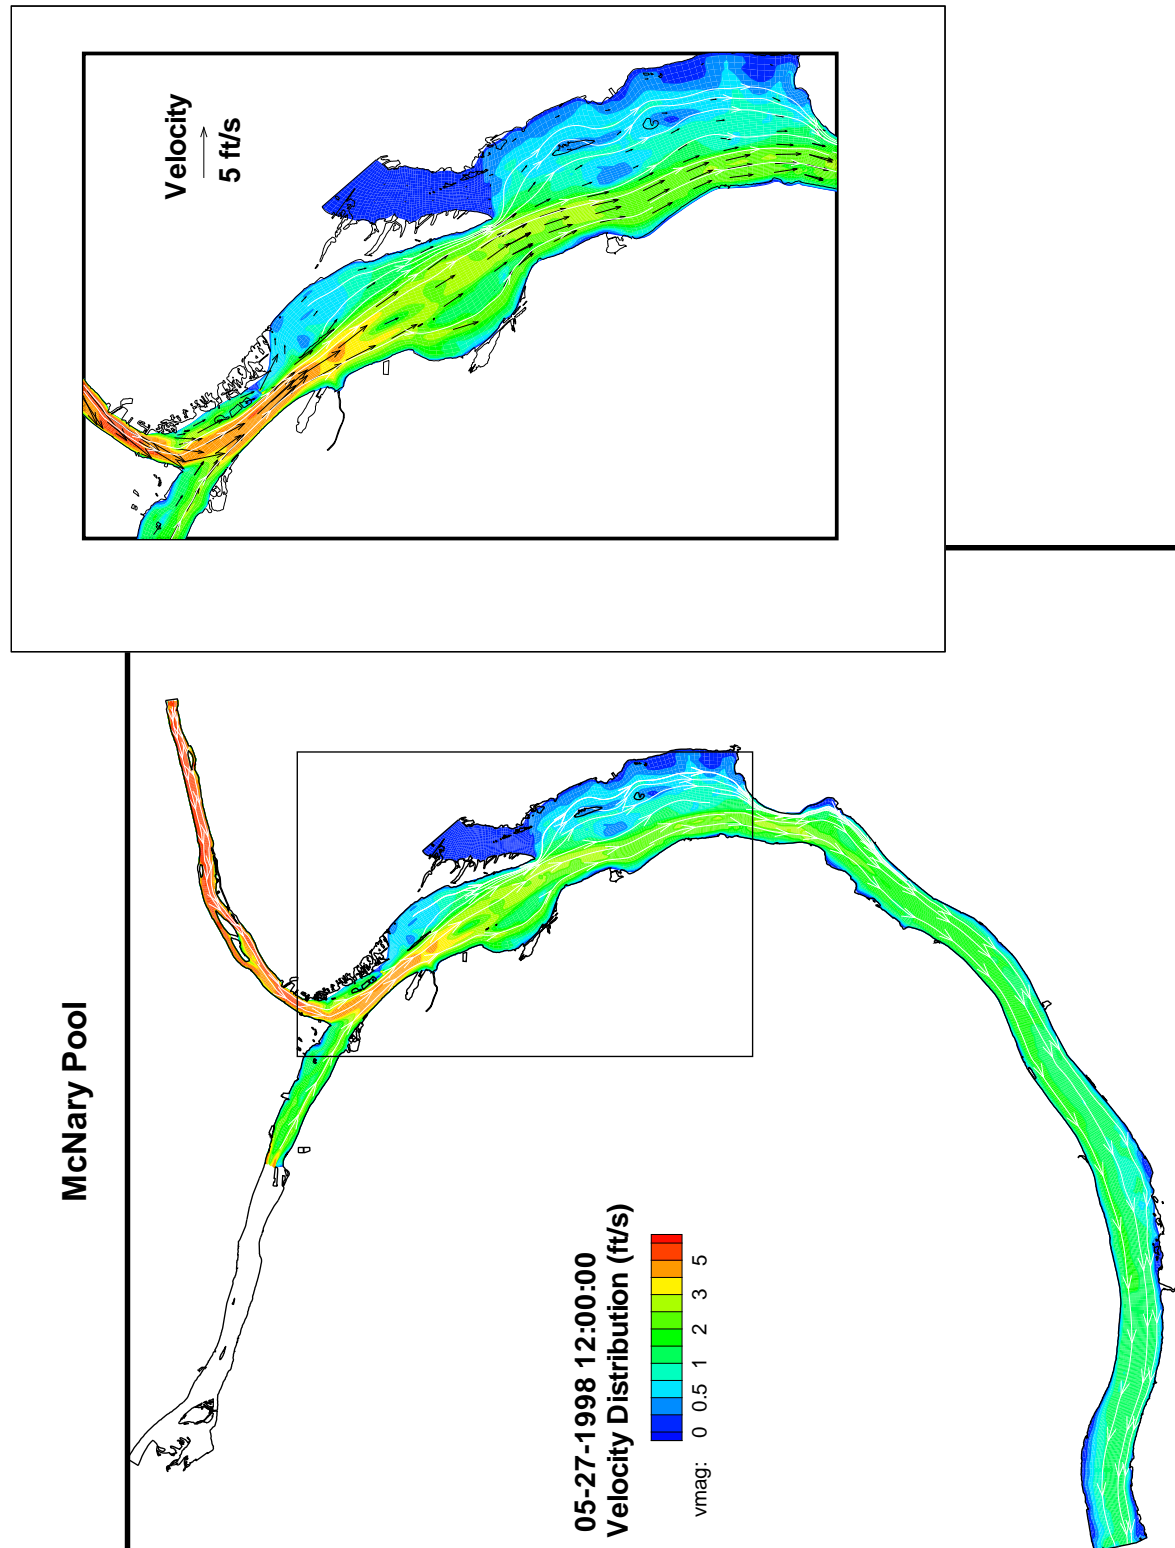 McNary Pool
Velocity
5 ft/s
05-27-1998 12:00:00
Velocity Distribution (ft/s)
vmag: 0 0.5 1 2 3 5